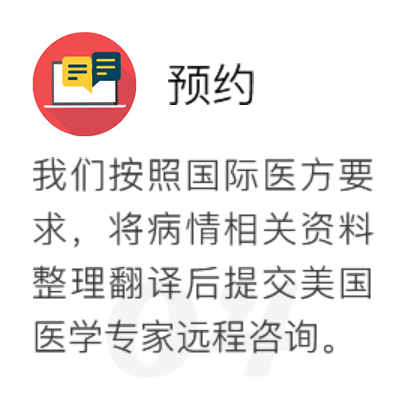 预约
我们按照国际医方要
求，将病情相关资料
整理翻译后提交美国
医学专家远程咨询。
01